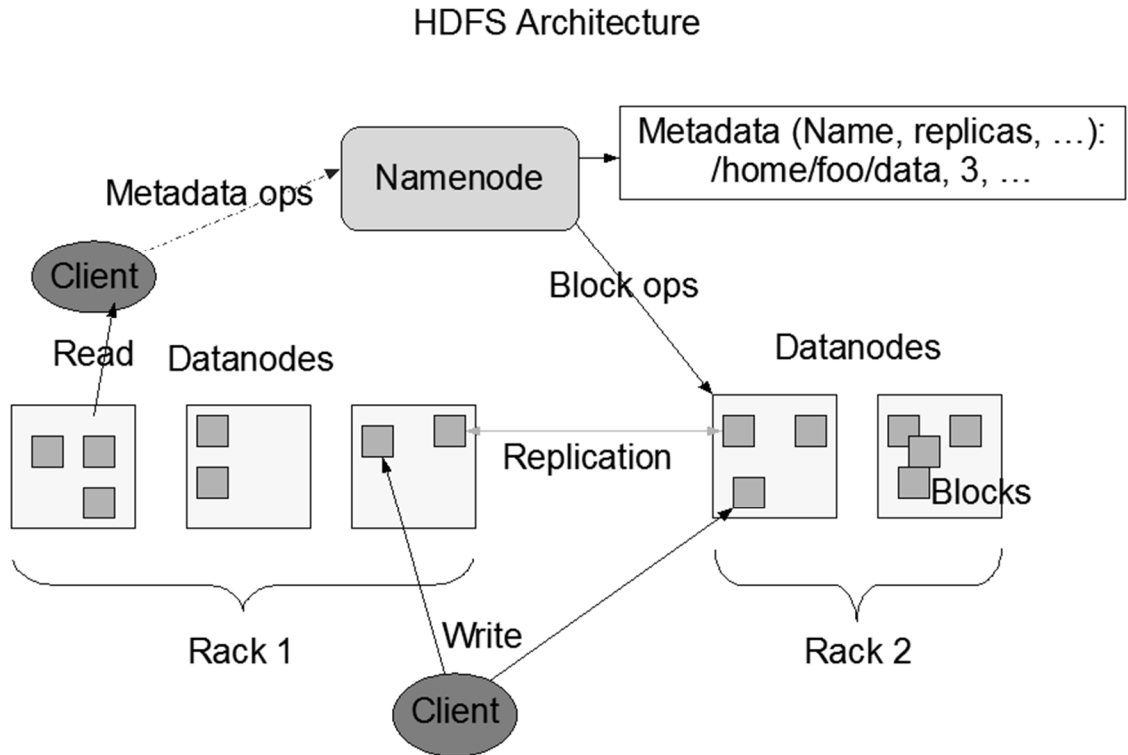 HDFS Architecture
Metadata (Name, replicas, …):
/home/foo/data, 3, …
Namenode
Metadata ops
Client
Block ops
Read
Datanodes
Datanodes
Replication
Blocks
Rack 1
Write
Rack 2
Client